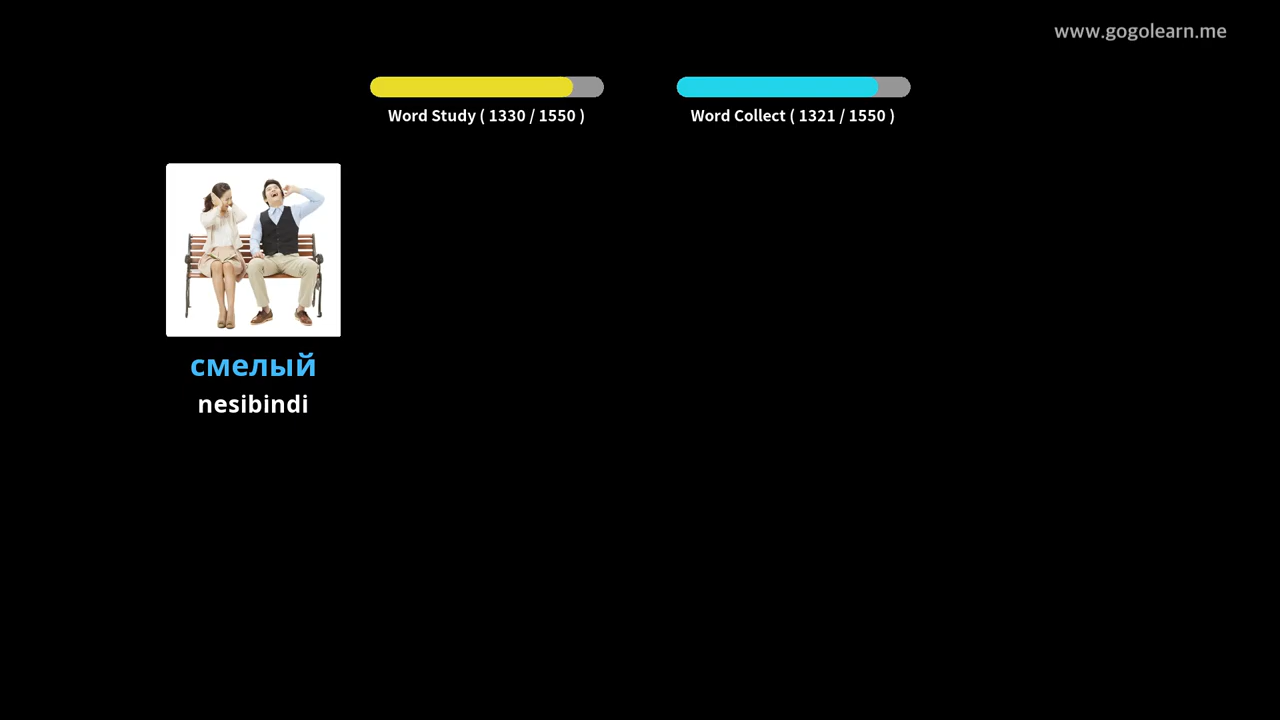 www.gogolearn.me
Word Study ( 1330 / 1550 )
Word Collect ( 1321 / 1550 )
смелый
nesibindi